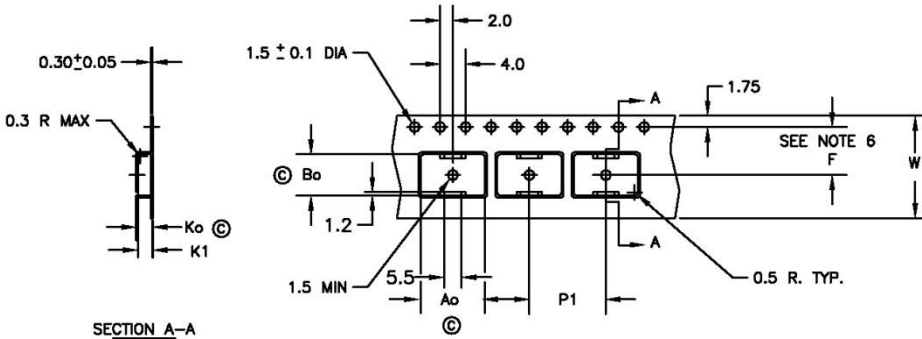 2.0
0.30±0.05
1.5 ± 0.1 DIA
4.0
1.75
A
0.3 R MAX
SEE NOTE 6
F
W
Ⓒ Bo
1.2
Ko Ⓒ
K1
A
5.5
1.5 MIN
Ao
P1
0.5 R. TYP.
Ⓒ
SECTION A-A